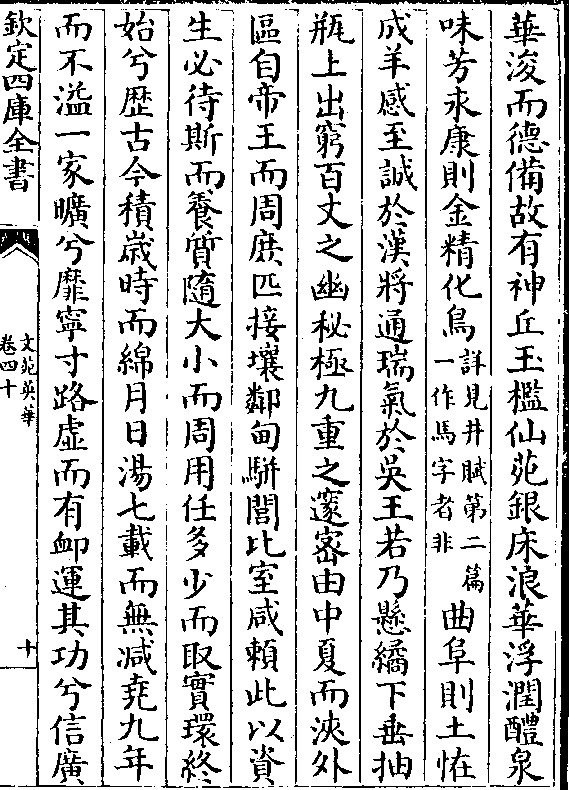 華浚而德備故有神丘玉檻仙苑銀床浪華浮潤醴泉
味芳永康則金精化鳥詳見井賦第二篇一作馬字者非曲阜則土怪
成羊感至誠於漢將通瑞氣於吳王若乃懸繘下垂抽
瓶上出窮百丈之幽秘極九重之邃密由中夏而浹外
區自帝王而周庶匹接壤鄰甸駢閭比室咸頼此以資
生必待斯而養質隨大小而周用任多少而取實環終
始兮歴古今積歳時而綿月日湯七載而無减堯九年
而不溢一家曠兮靡寧寸路虛而有卹運其功兮信廣
欽定四庫全書
文苑英華
卷四十
十